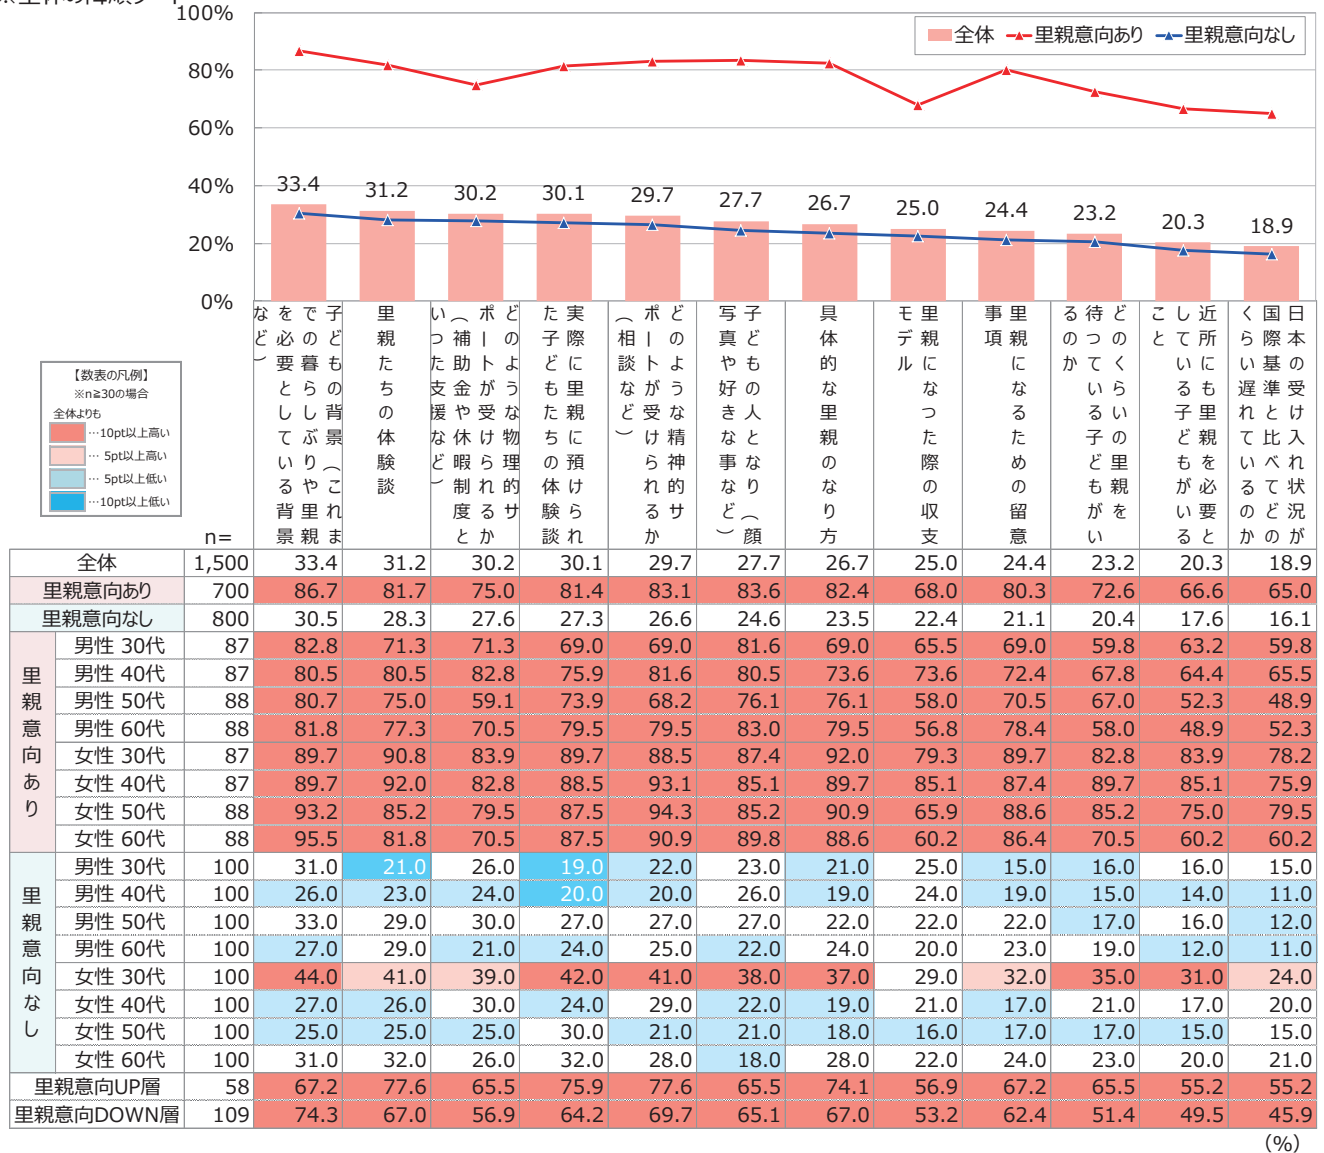 100%
80%
60%
40%
20%
0%
全体 里親意向あり 里親意向なし
33.4 31.2 30.2 30.1 29.7 27.7 26.7 25.0 24.4 23.2 20.3 18.9
子どもの背景（これま
での暮らしぶりや里親
を必要としている背景
など）
里親たちの体験談
どのような物理的サ
ポートが受けられるか
（補助金や休暇制度と
いった支援など）
実際に里親に預けられ
た子どもたちの体験談
どのような精神的サ
ポートが受けられるか
（相談など）
子どもの人となり（顔
写真や好きな事など）
具体的な里親のなり方
里親になった際の収支
モデル
里親になるための留意
事項
どのくらいの里親を
待っている子どもがい
るのか
近所にも里親を必要と
している子どもがいる
こと
日本の受け入れ状況が
国際基準と比べてどの
くらい遅れているのか
【数表の凡例】
※n≧30の場合
全体よりも
…10pt以上高い
… 5pt以上高い
… 5pt以上低い
…10pt以上低い
n=
全体 1,500 33.4 31.2 30.2 30.1 29.7 27.7 26.7 25.0 24.4 23.2 20.3 18.9
里親意向あり 700 86.7 81.7 75.0 81.4 83.1 83.6 82.4 68.0 80.3 72.6 66.6 65.0
里親意向なし 800 30.5 28.3 27.6 27.3 26.6 24.6 23.5 22.4 21.1 20.4 17.6 16.1
里親意向あり
男性 30代 87 82.8 71.3 71.3 69.0 69.0 81.6 69.0 65.5 69.0 59.8 63.2 59.8
男性 40代 87 80.5 80.5 82.8 75.9 81.6 80.5 73.6 73.6 72.4 67.8 64.4 65.5
男性 50代 88 80.7 75.0 59.1 73.9 68.2 76.1 76.1 58.0 70.5 67.0 52.3 48.9
男性 60代 88 81.8 77.3 70.5 79.5 79.5 83.0 79.5 56.8 78.4 58.0 48.9 52.3
女性 30代 87 89.7 90.8 83.9 89.7 88.5 87.4 92.0 79.3 89.7 82.8 83.9 78.2
女性 40代 87 89.7 92.0 82.8 88.5 93.1 85.1 89.7 85.1 87.4 89.7 85.1 75.9
女性 50代 88 93.2 85.2 79.5 87.5 94.3 85.2 90.9 65.9 88.6 85.2 75.0 79.5
女性 60代 88 95.5 81.8 70.5 87.5 90.9 89.8 88.6 60.2 86.4 70.5 60.2 60.2
里親意向なし
男性 30代 100 31.0 21.0 26.0 19.0 22.0 23.0 21.0 25.0 15.0 16.0 16.0 15.0
男性 40代 100 26.0 23.0 24.0 20.0 20.0 26.0 19.0 24.0 19.0 15.0 14.0 11.0
男性 50代 100 33.0 29.0 30.0 27.0 27.0 27.0 22.0 22.0 22.0 17.0 16.0 12.0
男性 60代 100 27.0 29.0 21.0 24.0 25.0 22.0 24.0 20.0 23.0 19.0 12.0 11.0
女性 30代 100 44.0 41.0 39.0 42.0 41.0 38.0 37.0 29.0 32.0 35.0 31.0 24.0
女性 40代 100 27.0 26.0 30.0 24.0 29.0 22.0 19.0 21.0 17.0 21.0 17.0 20.0
女性 50代 100 25.0 25.0 25.0 30.0 21.0 21.0 18.0 16.0 17.0 17.0 15.0 15.0
女性 60代 100 31.0 32.0 26.0 32.0 28.0 18.0 28.0 22.0 24.0 23.0 20.0 21.0
里親意向UP層 58 67.2 77.6 65.5 75.9 77.6 65.5 74.1 56.9 67.2 65.5 55.2 55.2
里親意向DOWN層 109 74.3 67.0 56.9 64.2 69.7 65.1 67.0 53.2 62.4 51.4 49.5 45.9
(%)